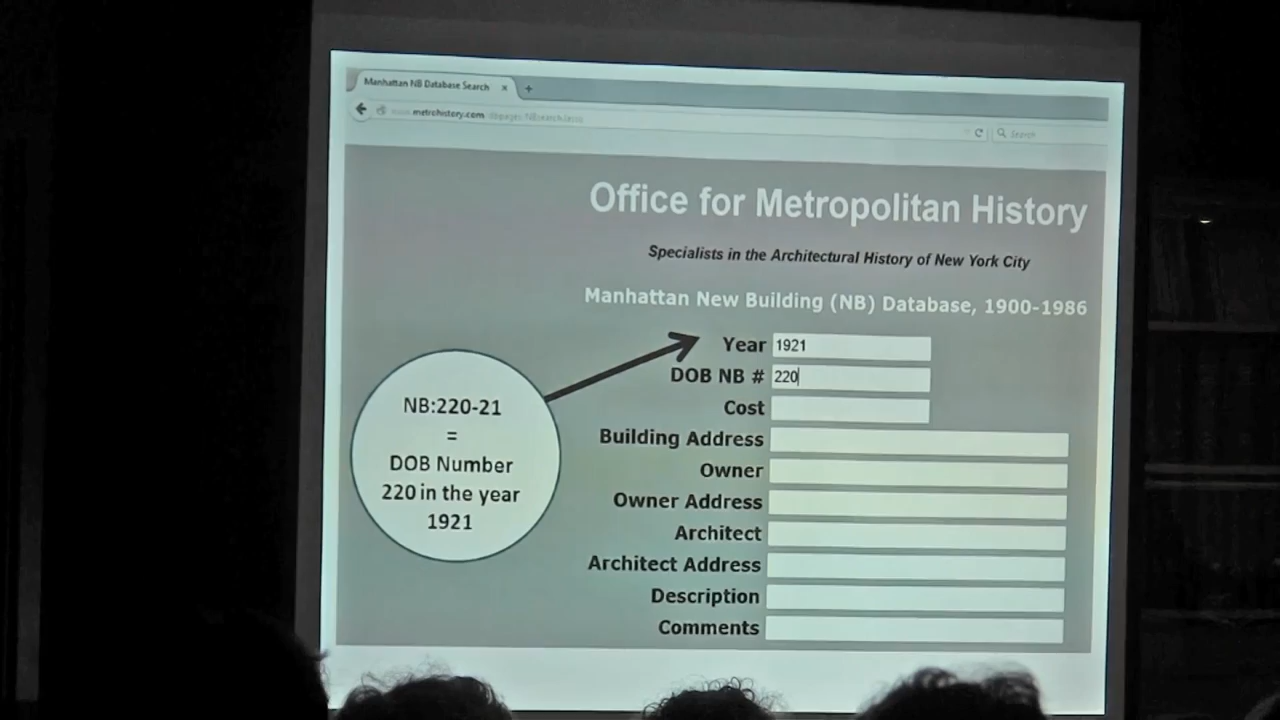 Manhattan NB Database Search
metrohistory.com
Search
Office for Metropolitan History
Specialists in the Architectural History of New York City
Manhattan New Building (NB) Database, 1900-1986
Year 1921
DOB NB # 220
Cost
Building Address
Owner
Owner Address
Architect
Architect Address
Description
Comments
NB:220-21
=
DOB Number
220 in the year
1921